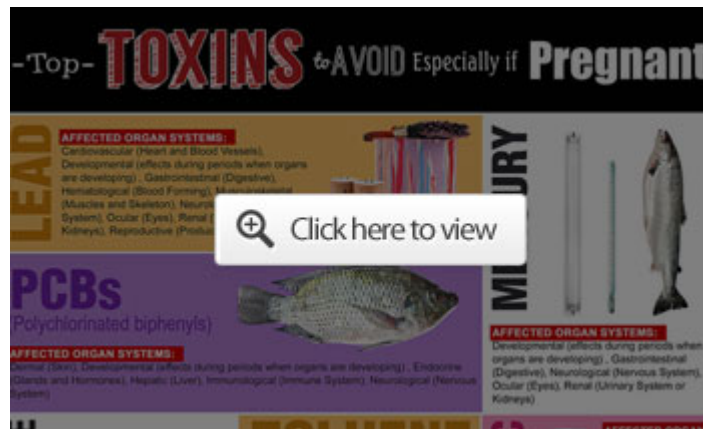 -Top- TOXINS to AVOID Especially if Pregnant
LEAD
AFFECTED ORGAN SYSTEMS:
Cardiovascular (Heart and Blood Vessels),
Developmental (effects during periods when organs
are developing) , Gastrointestinal (Digestive),
Hematological (Blood Forming), Musculoskeletal
(Muscles and Skeleton),
System), Ocular (Eyes), Renal
Kidneys), Reproductive
Click here to view
MERCURY
AFFECTED ORGAN SYSTEMS:
Developmental (effects during periods when
organs are developing) , Gastrointestinal
(Digestive), Neurological (Nervous System),
Ocular (Eyes), Renal (Urinary System or
Kidneys)
PCBs
(Polychlorinated biphenyls)
AFFECTED ORGAN SYSTEMS:
Dermal (Skin), Developmental (effects during periods when organs are developing) , Endocrine
(Glands and Hormones), Hepatic (Liver), Immunological (Immune System), Neurological (Nervous
System)
TOLUENE